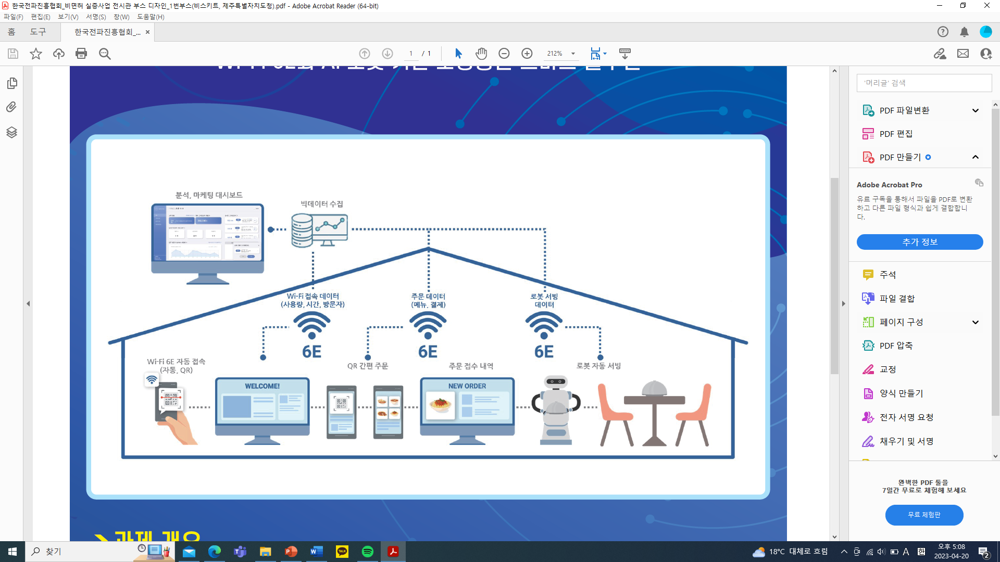 한국전파진흥협회_비면허 실증사업 전시관 부스 디자인_1번부스(비스키트, 제주특별자치도청).pdf - Adobe Acrobat Reader (64-bit)
파일(F) 편집(E) 보기(V) 서명(S) 창(W) 도움말(H)
홈 도구 한국전파진흥협회_...
1 / 1 212%
'머리글' 검색
PDF 파일변환
PDF 편집
PDF 만들기
Adobe Acrobat Pro
유료 구독을 통해서 파일을 PDF로 변환
하고 다른 파일 형식과 쉽게 결합합니
다.
추가 정보
주석
파일 결합
페이지 구성
PDF 압축
교정
양식 만들기
전자 서명 요청
채우기 및 서명
완벽한 PDF 툴을
7일간 무료로 체험해 보세요
무료 체험판
분석, 마케팅 대시보드
빅데이터 수집
Wi-Fi 접속 데이터
(사용량, 시간, 방문자)
주문 데이터
(메뉴, 결제)
로봇 서빙
데이터
6E
6E
6E
Wi-Fi 6E 자동 접속
(자동, QR)
QR 간편 주문
주문 접수 내역
로봇 자동 서빙
WELCOME!
NEW ORDER
과제 개요
찾기
TALK
18°C 대체로 흐림
A 한
오후 5:08
2023-04-20
2